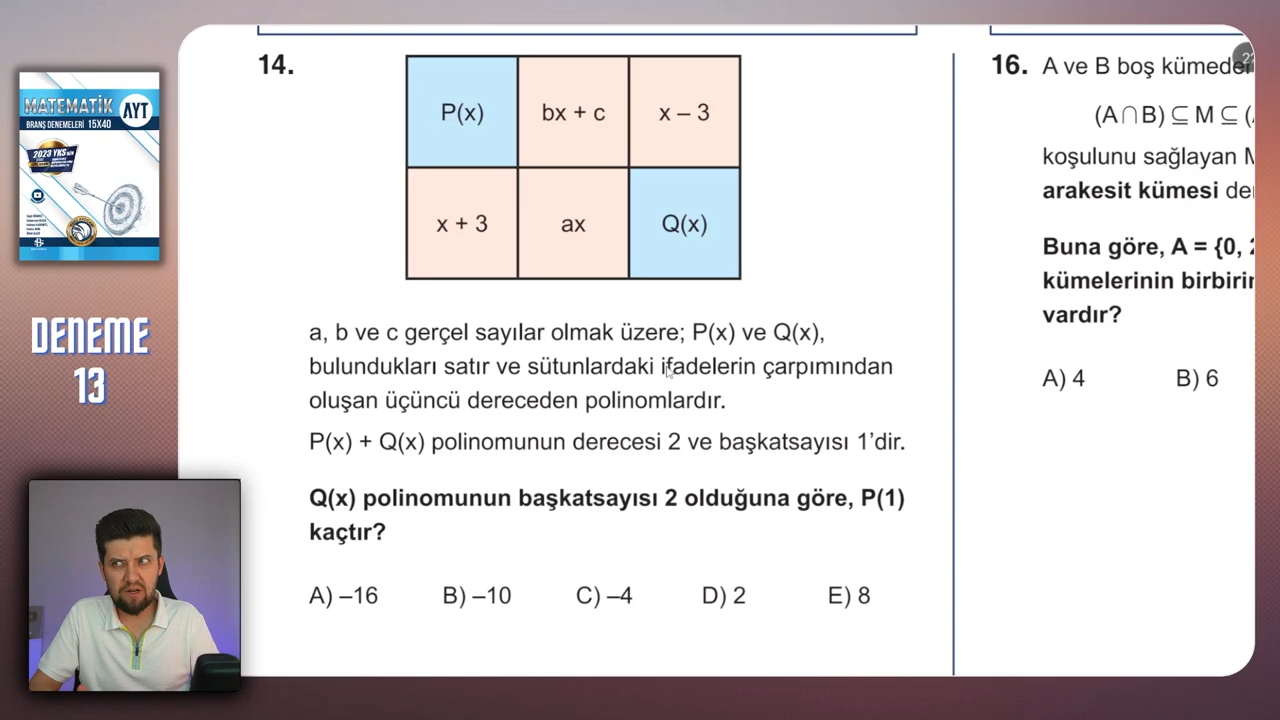 MATEMATİK
AYT
BRANŞ DENEMELERİ 15X40
DENEME
13
14.
P(x)
bx + c
x – 3
x + 3
ax
Q(x)
a, b ve c gerçel sayılar olmak üzere; P(x) ve Q(x),
bulundukları satır ve sütunlardaki ifadelerin çarpımından
oluşan üçüncü dereceden polinomlardır.
P(x) + Q(x) polinomunun derecesi 2 ve başkatsayısı 1’dir.
Q(x) polinomunun başkatsayısı 2 olduğuna göre, P(1)
kaçtır?
A) –16 B) –10 C) –4 D) 2 E) 8
16. A ve B boş kümeder
(A∩B) ⊆ M ⊆ (
koşulunu sağlayan
arakesit kümesi
Buna göre, A = {0,
kümelerinin birbirin
vardır?
A) 4 B) 6